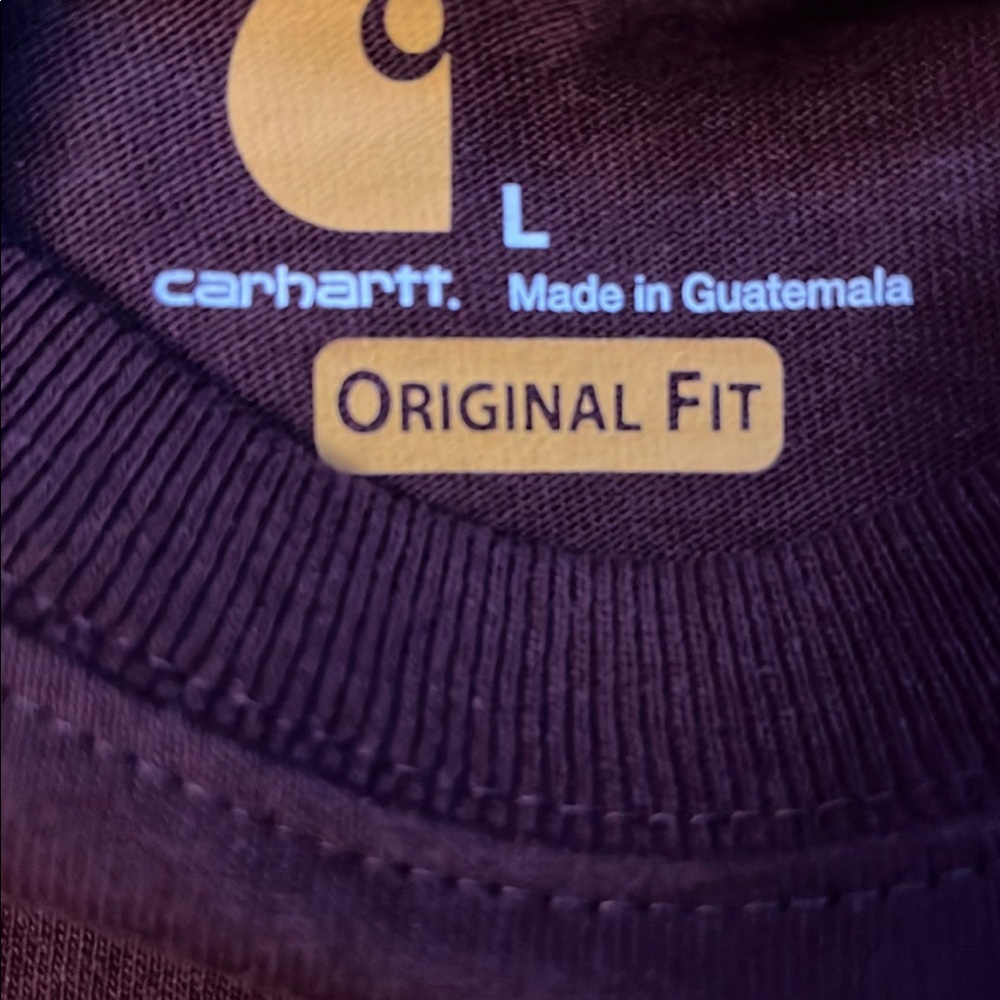 L
carhartt.
Made in Guatemala
ORIGINAL FIT